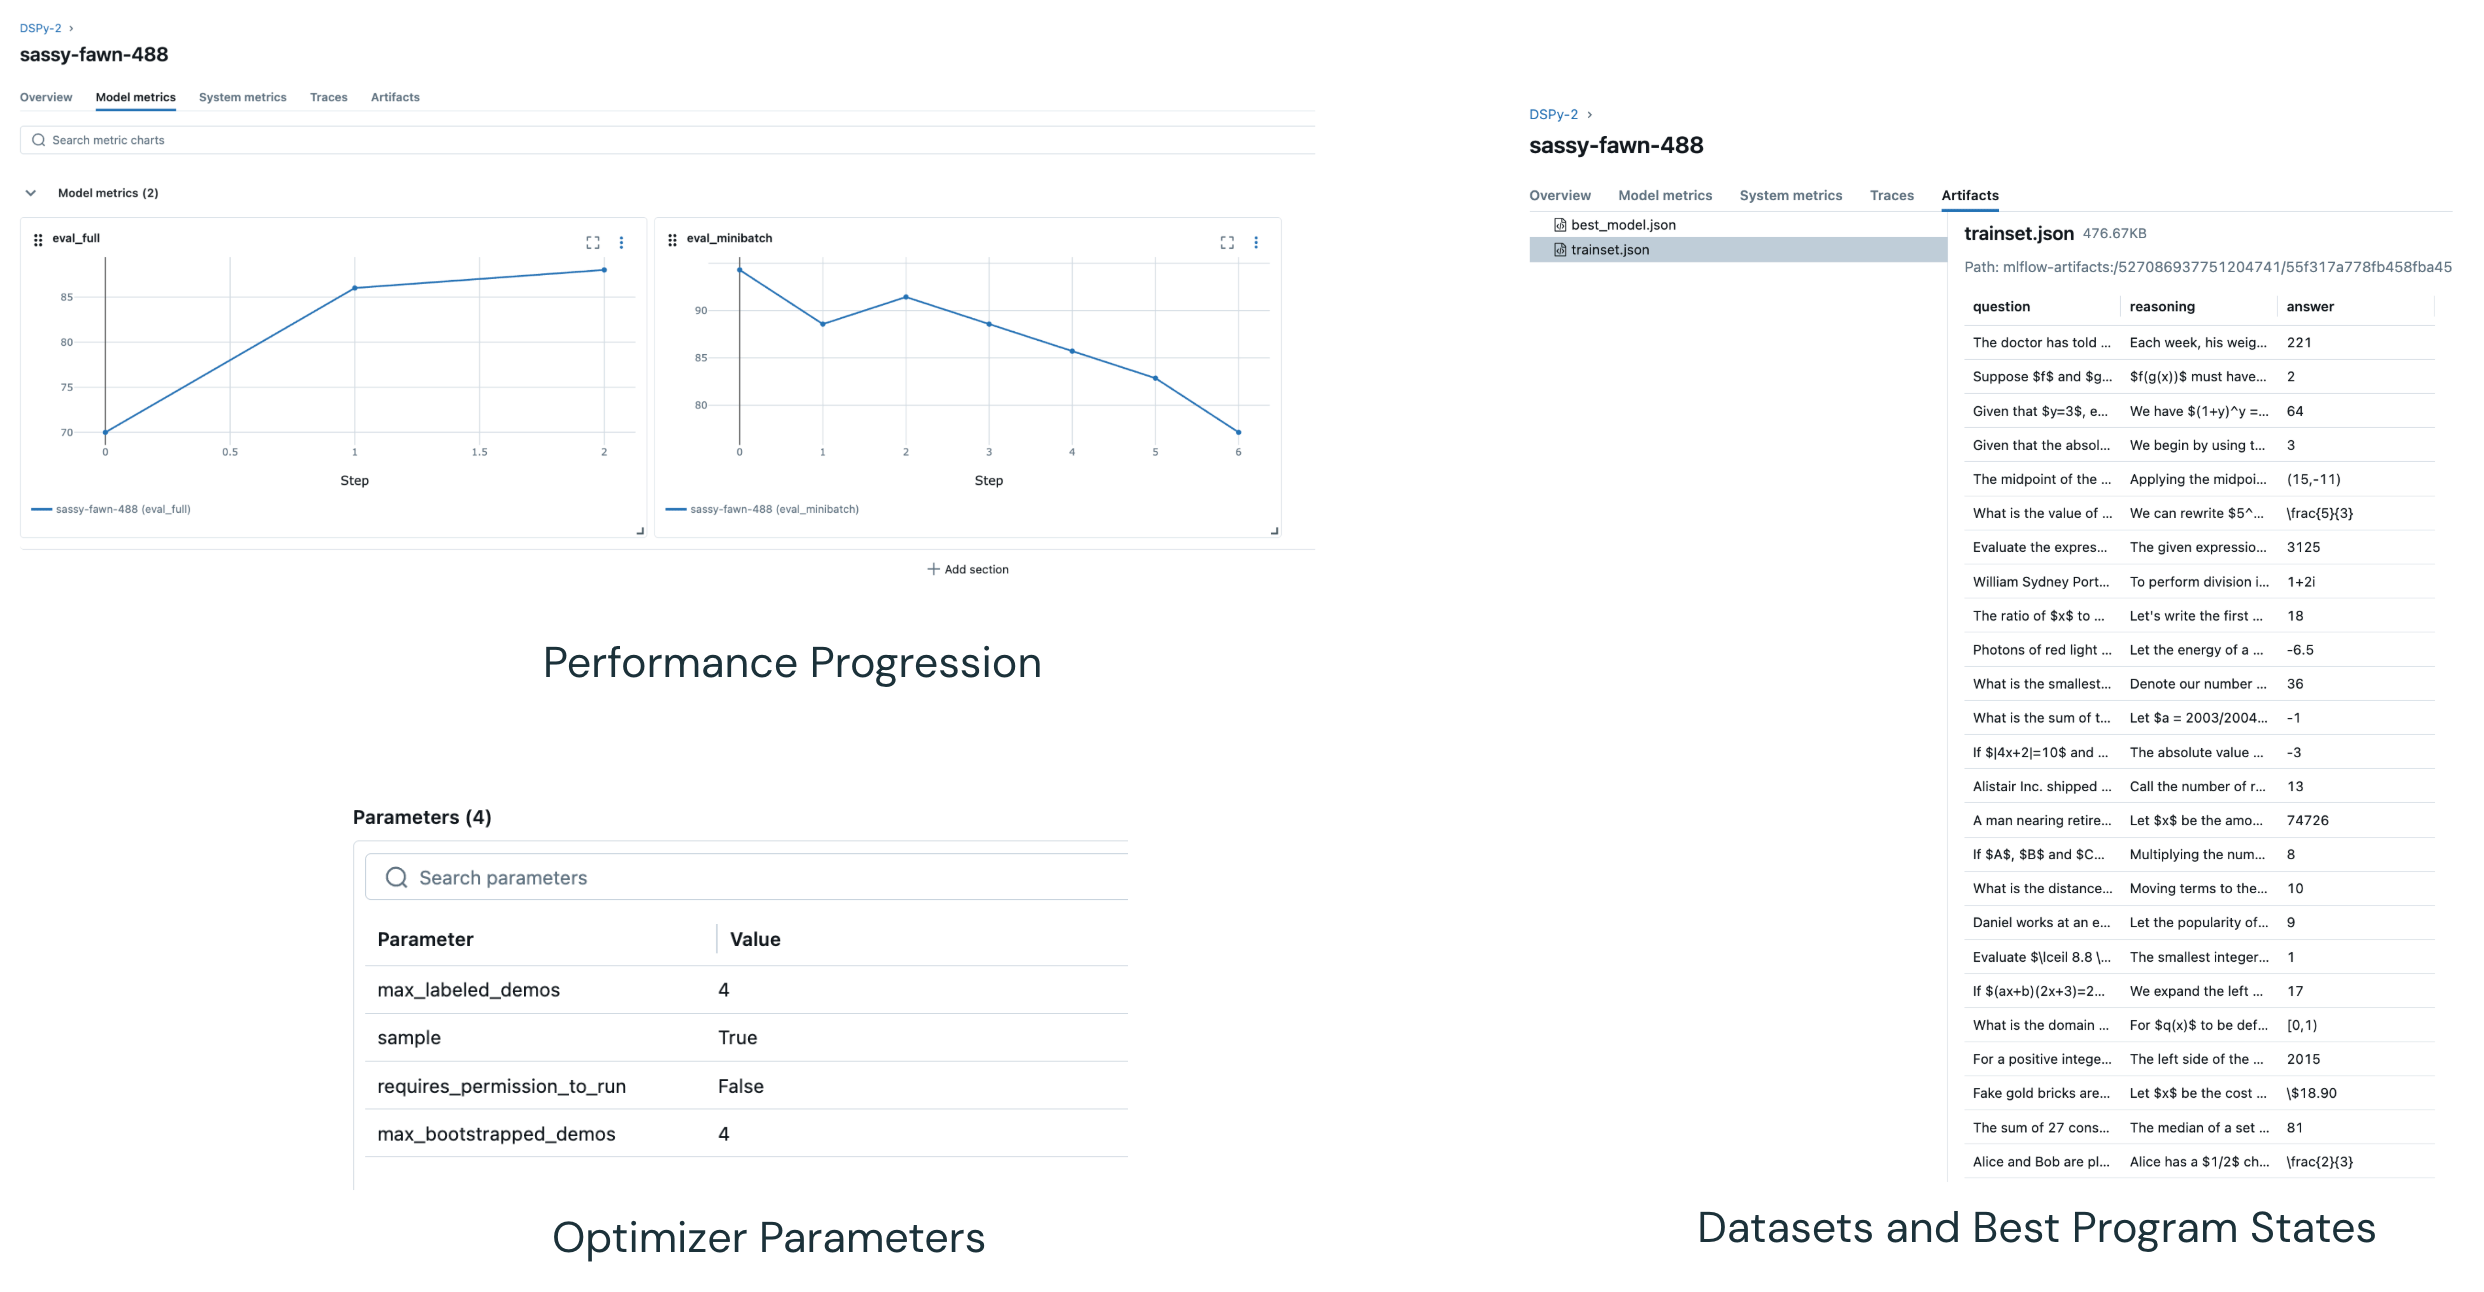 DSPy-2 ›
sassy-fawn-488
Overview Model metrics System metrics Traces Artifacts
Search metric charts
Model metrics (2)
eval_full
85
80
75
70
0 0.5 1 1.5 2
Step
sassy-fawn-488 (eval_full)
eval_minibatch
90
85
80
0 1 2 3 4 5 6
Step
sassy-fawn-488 (eval_minibatch)
Add section
Performance Progression
Parameters (4)
Search parameters
Parameter Value
max_labeled_demos 4
sample True
requires_permission_to_run False
max_bootstrapped_demos 4
Optimizer Parameters
DSPy-2 ›
sassy-fawn-488
Overview Model metrics System metrics Traces Artifacts
best_model.json
trainset.json
trainset.json 476.67KB
Path: mlflow-artifacts:/527086937751204741/55f317a778fb458fba45
question reasoning answer
The doctor has told ... Each week, his weig... 221
Suppose $f$ and $g... $f(g(x))$ must have... 2
Given that $y=3$, e... We have $(1+y)^y =... 64
Given that the absol... We begin by using t... 3
The midpoint of the ... Applying the midpoi... (15,-11)
What is the value of ... We can rewrite $5^... \frac{5}{3}
Evaluate the expres... The given expressio... 3125
William Sydney Port... To perform division i... 1+2i
The ratio of $x$ to ... Let's write the first ... 18
Photons of red light ... Let the energy of a ... -6.5
What is the smallest... Denote our number ... 36
What is the sum of t... Let $a = 2003/2004... -1
If $|4x+2|=10$ and ... The absolute value ... -3
Alistair Inc. shipped ... Call the number of r... 13
A man nearing retire... Let $x$ be the amo... 74726
If $A$, $B$ and $C... Multiplying the num... 8
What is the distance... Moving terms to the... 10
Daniel works at an e... Let the popularity of... 9
Evaluate $\lceil 8.8 \... The smallest integer... 1
If $(ax+b)(2x+3)=2... We expand the left ... 17
What is the domain ... For $q(x)$ to be def... [0,1)
For a positive intege... The left side of the ... 2015
Fake gold bricks are... Let $x$ be the cost ... \$18.90
The sum of 27 cons... The median of a set ... 81
Alice and Bob are pl... Alice has a $1/2$ ch... \frac{2}{3}
Datasets and Best Program States